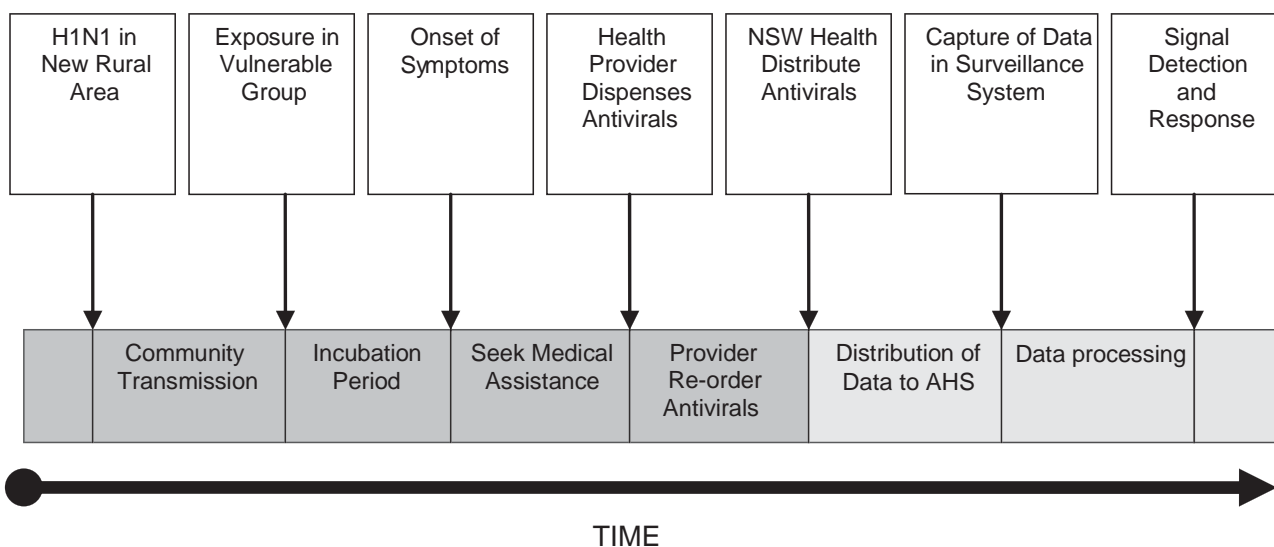 H1N1 in
New Rural
Area
Exposure in
Vulnerable
Group
Onset of
Symptoms
Health
Provider
Dispenses
Antivirals
NSW Health
Distribute
Antivirals
Capture of Data
in Surveillance
System
Signal
Detection
and
Response
Community
Transmission
Incubation
Period
Seek Medical
Assistance
Provider
Re-order
Antivirals
Distribution of
Data to AHS
Data processing
TIME